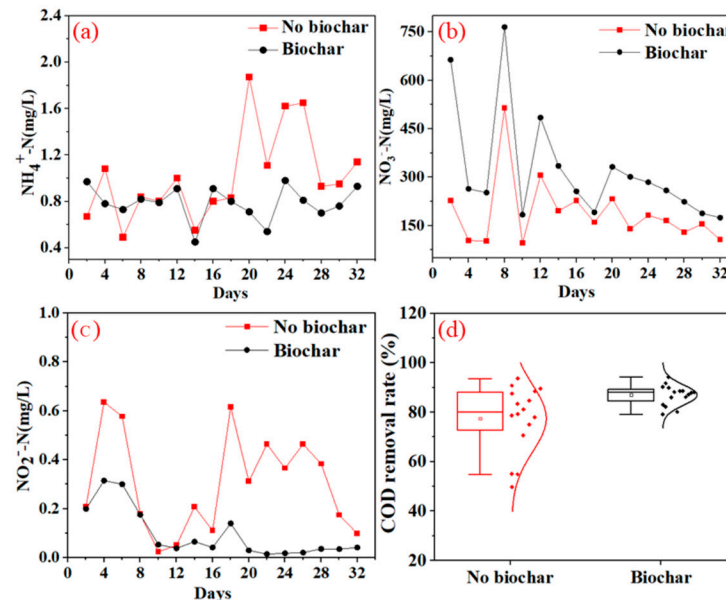 (a)
No biochar
Biochar
NH4+-N(mg/L)
2.4
2.0
1.6
1.2
0.8
0.4
0 4 8 12 16 20 24 28 32
Days
(b)
No biochar
Biochar
NO3--N(mg/L)
750
600
450
300
150
0 4 8 12 16 20 24 28 32
Days
(c)
No biochar
Biochar
NO2--N(mg/L)
1.0
0.8
0.6
0.4
0.2
0.0
0 4 8 12 16 20 24 28 32
Days
(d)
COD removal rate (%)
120
100
80
60
40
20
No biochar Biochar